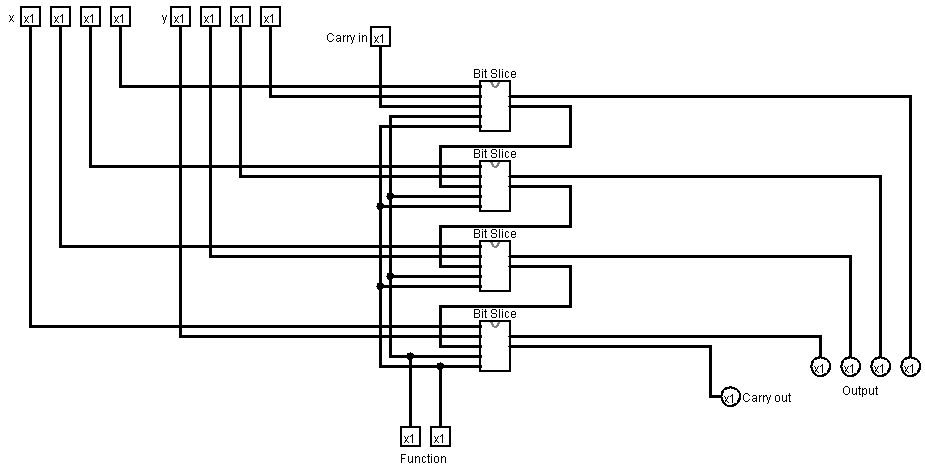 x x1 x1 x1 x1 y x1 x1 x1 x1
Carry in x1
Bit Slice
Bit Slice
Bit Slice
Bit Slice
x1 x1 x1 x1
Output
x1 Carry out
x1 x1
Function